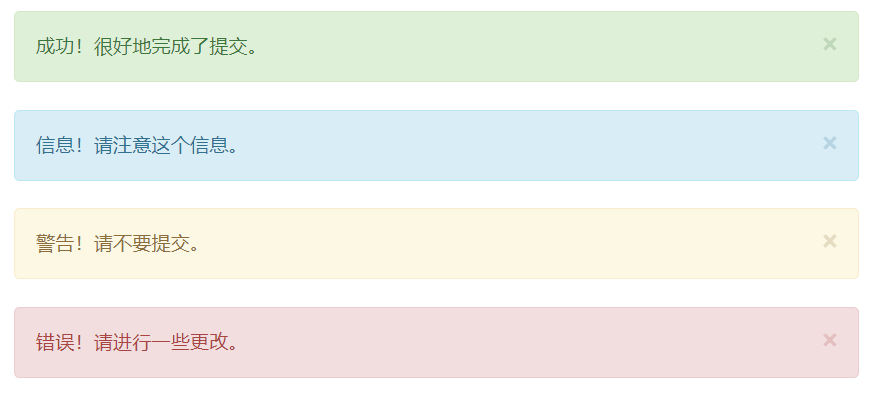 成功！很好地完成了提交。
信息！请注意这个信息。
警告！请不要提交。
错误！请进行一些更改。